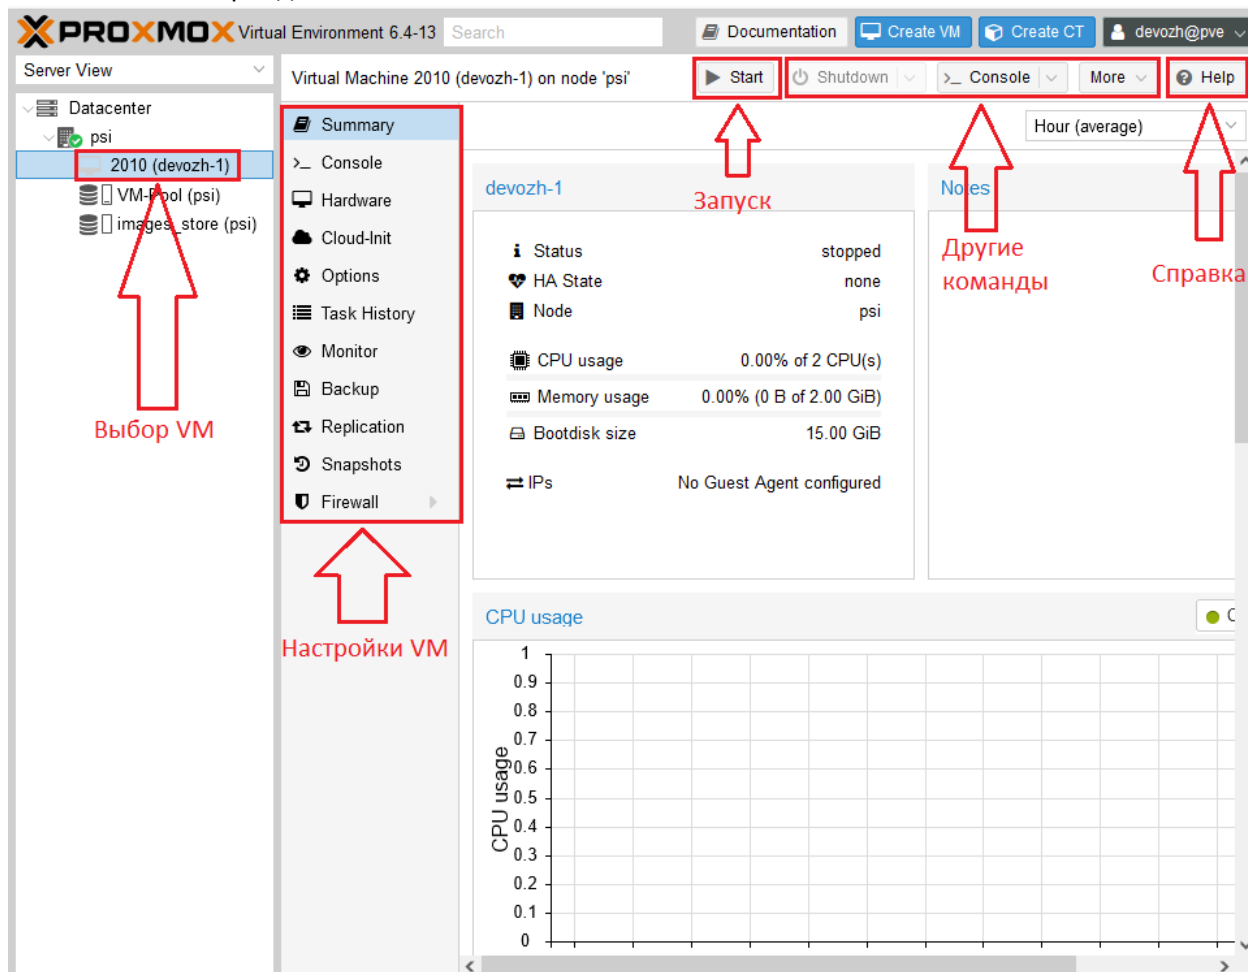 PROXMOX Virtual Environment 6.4-13 Search Documentation Create VM Create CT devozh@pve
Server View
Virtual Machine 2010 (devozh-1) on node 'psi' Start Shutdown Console More Help
Datacenter
psi
2010 (devozh-1)
VM-Pool (psi)
images_store (psi)
Выбор VM
Summary
Console
Hardware
Cloud-Init
Options
Task History
Monitor
Backup
Replication
Snapshots
Firewall
Настройки VM
Hour (average)
Запуск
Другие
команды
Справка
devozh-1
Notes
Status stopped
HA State none
Node psi
CPU usage 0.00% of 2 CPU(s)
Memory usage 0.00% (0 B of 2.00 GiB)
Bootdisk size 15.00 GiB
IPs No Guest Agent configured
CPU usage
CPU usage
1
0.9
0.8
0.7
0.6
0.5
0.4
0.3
0.2
0.1
0